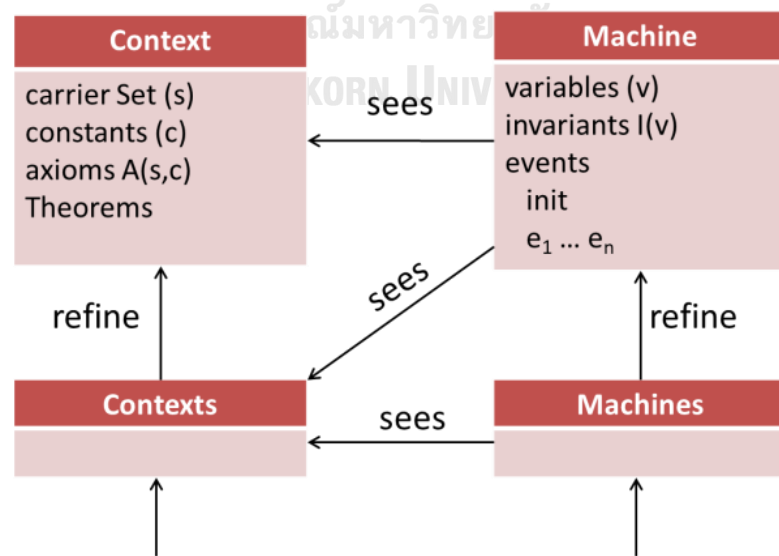 Context
carrier Set (s)
constants (c)
axioms A(s,c)
Theorems
sees
Machine
variables (v)
invariants I(v)
events
init
e₁ ... eₙ
sees
refine
refine
Contexts
sees
Machines